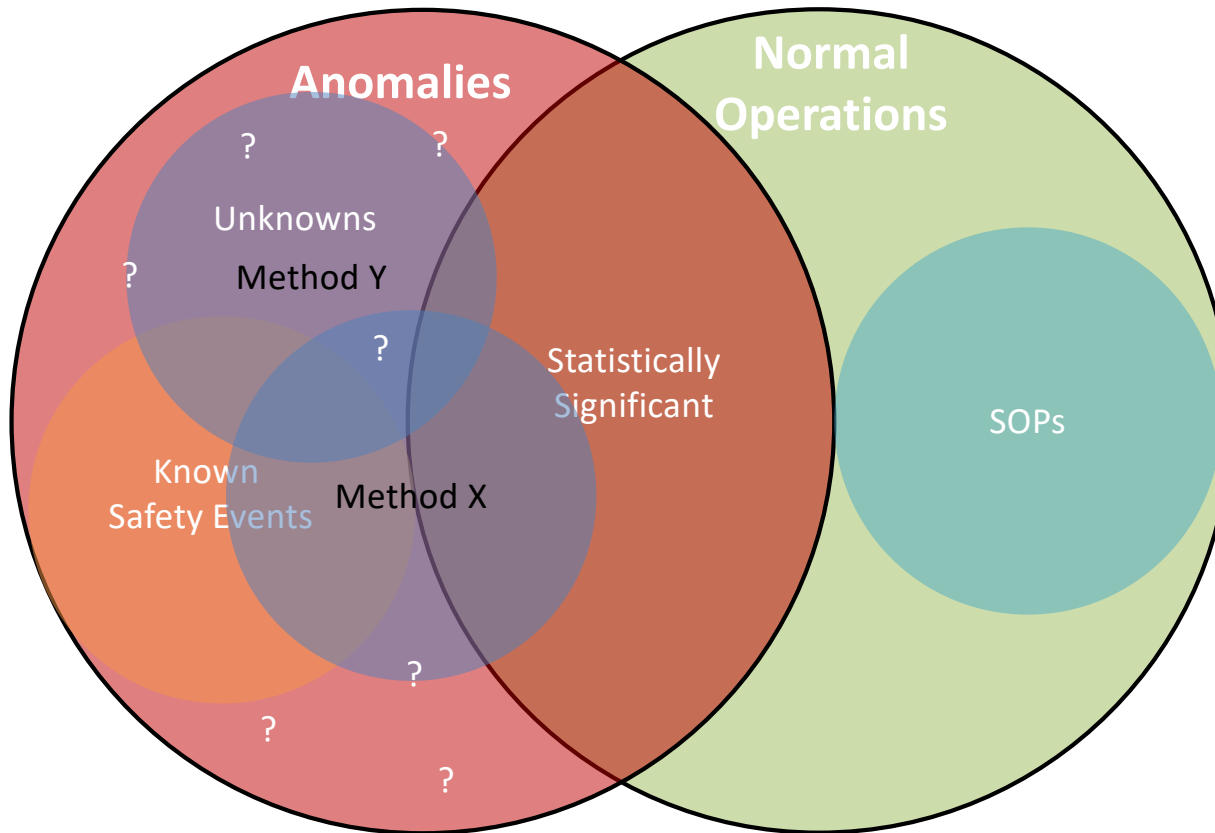 Anomalies
Normal
Operations
?
?
Unknowns
?
Method Y
?
Statistically
Significant
SOPs
Known
Safety Events
Method X
?
?
?